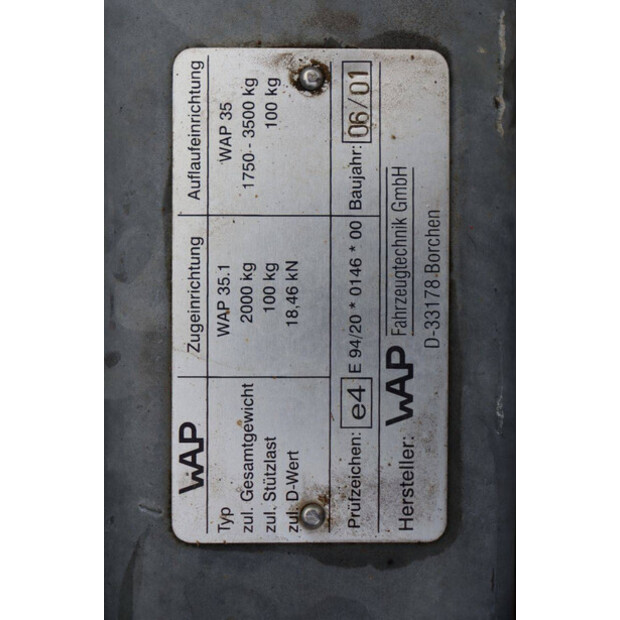 WAP Zugeinrichtung Auflaufeinrichtung
Typ WAP 35.1 WAP 35
zul. Gesamtgewicht 2000 kg 1750 - 3500 kg
zul. Stützlast 100 kg 100 kg
zul. D-Wert 18,46 kN
Prüfzeichen: e4 E 94/20 * 0146 * 00 Baujahr: 06/01
Hersteller: WAP Fahrzeugtechnik GmbH
D-33178 Borchen